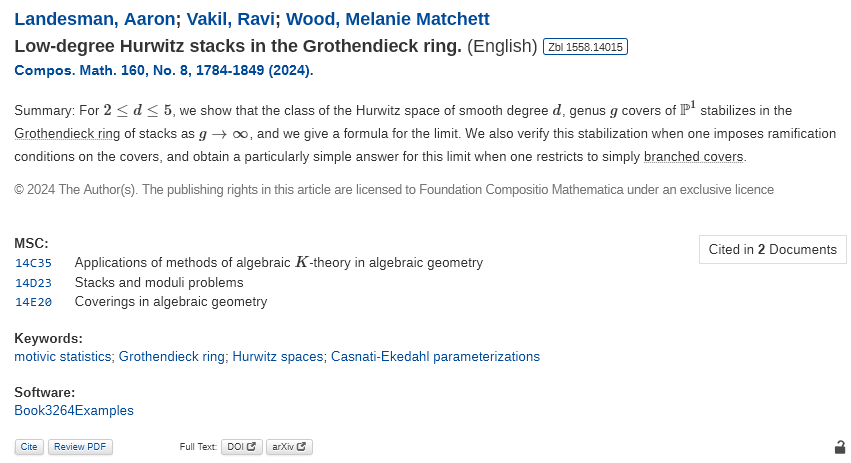 Landesman, Aaron; Vakil, Ravi; Wood, Melanie Matchett
Low-degree Hurwitz stacks in the Grothendieck ring. (English) Zbl 1558.14015
Compos. Math. 160, No. 8, 1784-1849 (2024).
Summary: For 2 ≤ d ≤ 5, we show that the class of the Hurwitz space of smooth degree d, genus g covers of ℙ¹ stabilizes in the
Grothendieck ring of stacks as g → ∞, and we give a formula for the limit. We also verify this stabilization when one imposes ramification
conditions on the covers, and obtain a particularly simple answer for this limit when one restricts to simply branched covers.
© 2024 The Author(s). The publishing rights in this article are licensed to Foundation Compositio Mathematica under an exclusive licence
MSC:
Cited in 2 Documents
14C35 Applications of methods of algebraic K-theory in algebraic geometry
14D23 Stacks and moduli problems
14E20 Coverings in algebraic geometry
Keywords:
motivic statistics; Grothendieck ring; Hurwitz spaces; Casnati-Ekedahl parameterizations
Software:
Book3264Examples
Cite Review PDF Full Text: DOI arXiv